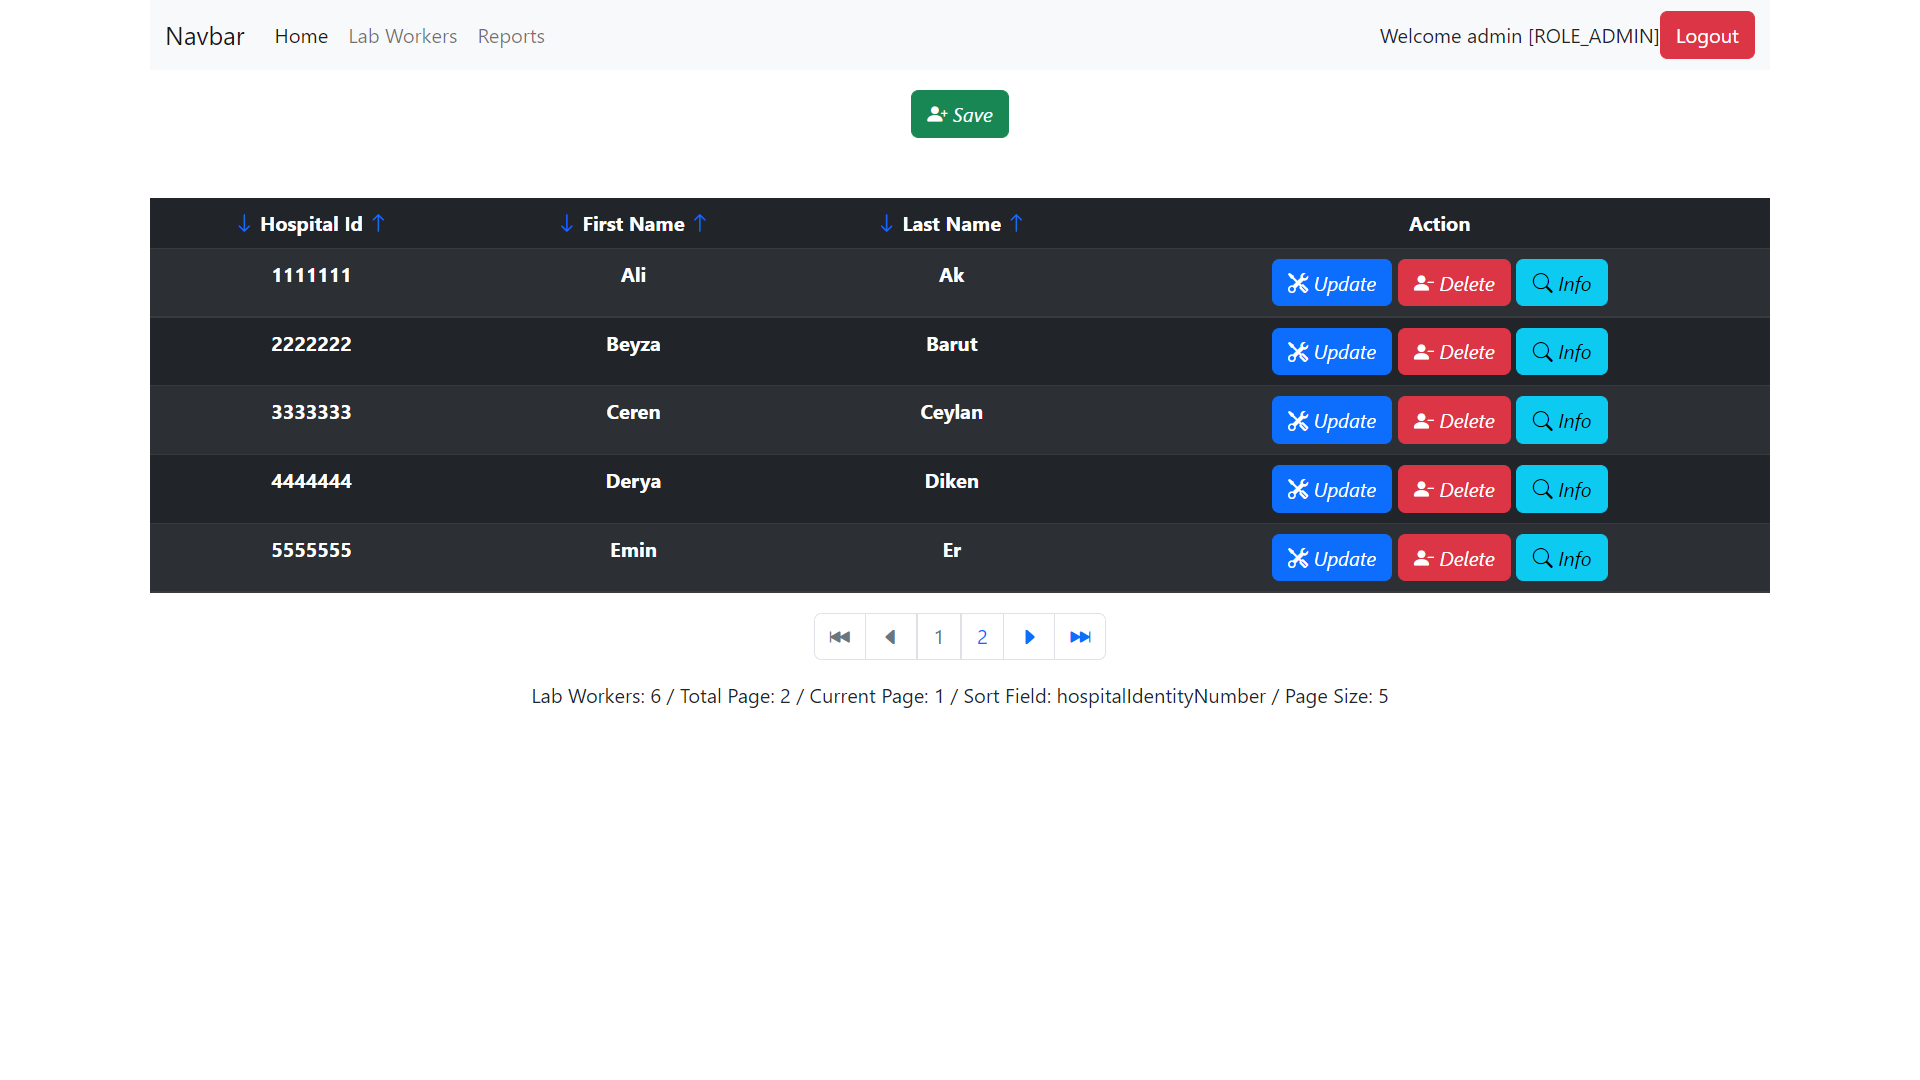 Navbar Home Lab Workers Reports Welcome admin [ROLE_ADMIN] Logout
Save
Hospital Id First Name Last Name Action
1111111 Ali Ak Update Delete Info
2222222 Beyza Barut Update Delete Info
3333333 Ceren Ceylan Update Delete Info
4444444 Derya Diken Update Delete Info
5555555 Emin Er Update Delete Info
1 2
Lab Workers: 6 / Total Page: 2 / Current Page: 1 / Sort Field: hospitalIdentityNumber / Page Size: 5